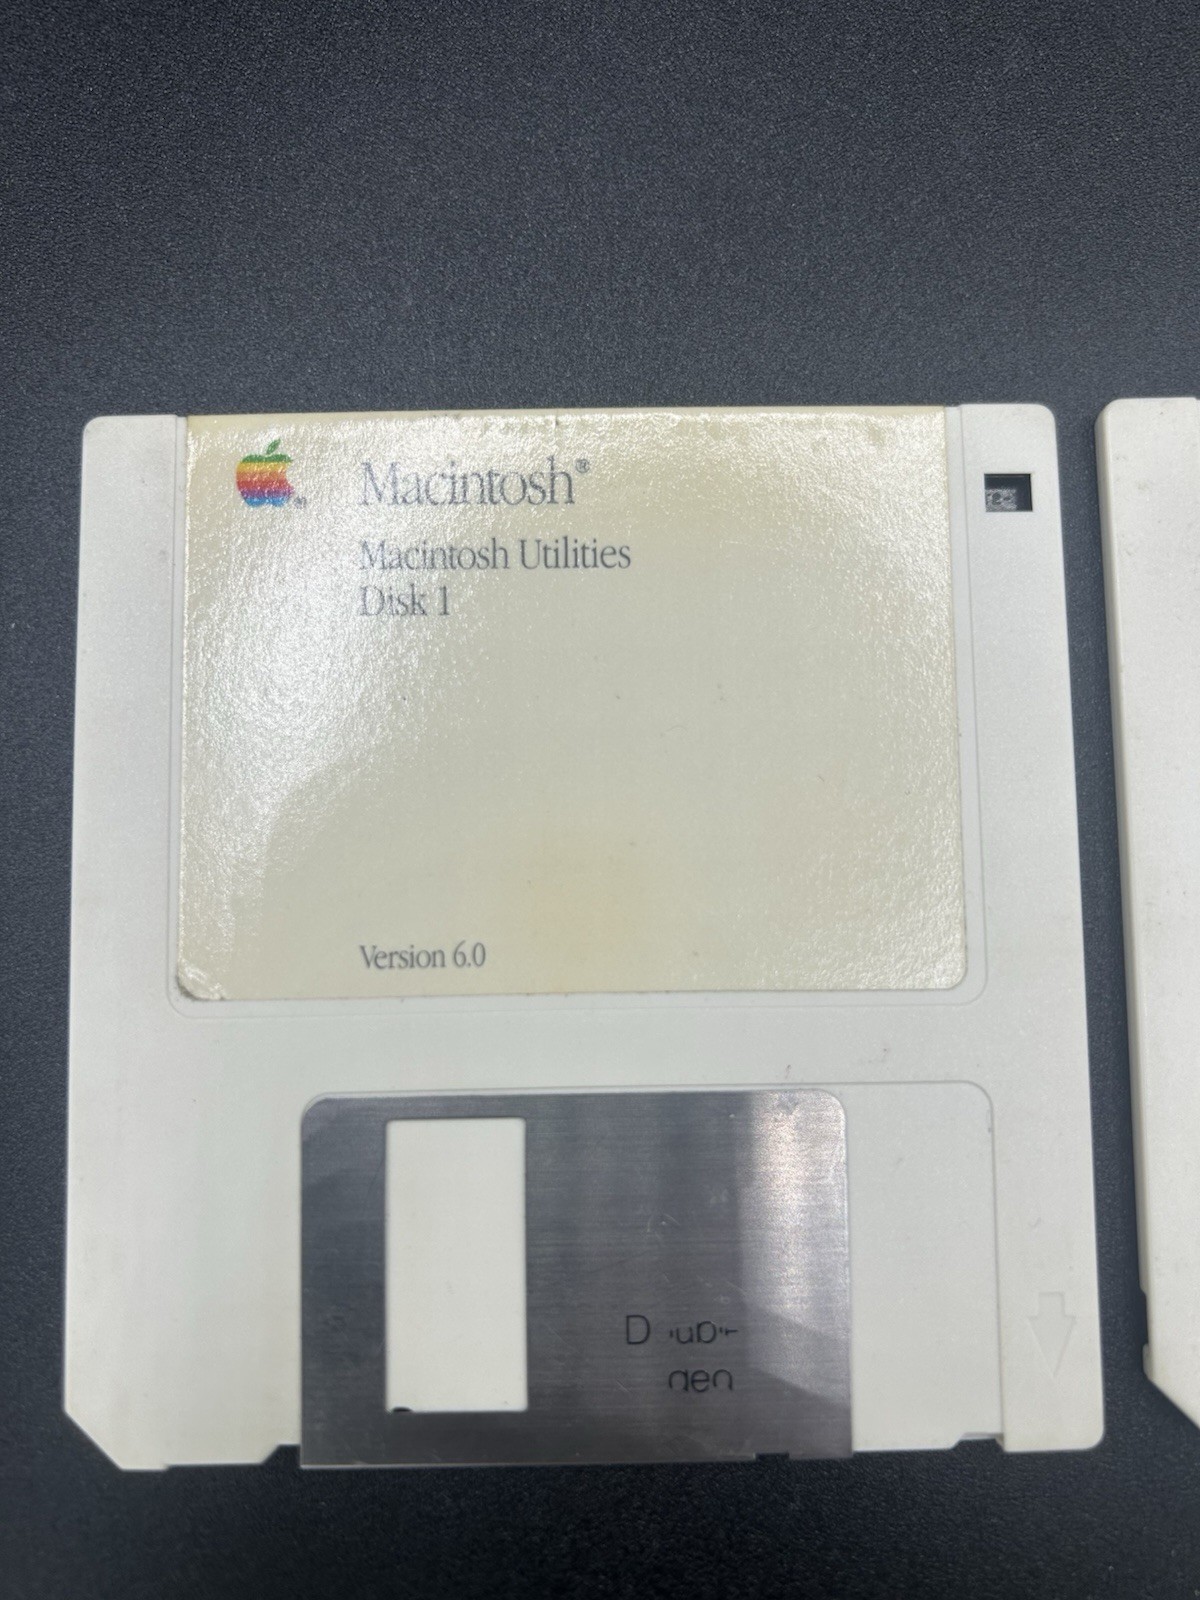 Macintosh®
Macintosh Utilities
Disk 1
Version 6.0